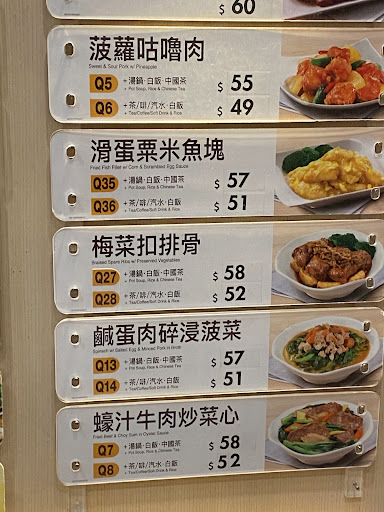 $ 60
菠蘿咕嚕肉
Sweet & Sour Pork w/ Pineapple
Q5 +湯鍋·白飯·中國茶 $ 55
+ Pot Soup, Rice & Chinese Tea
Q6 +茶/啡/汽水·白飯 $ 49
+ Tea/Coffee/Soft Drink & Rice
滑蛋粟米魚塊
Fried Fish Fillet w/ Corn & Scrambled Egg Sauce
Q35 +湯鍋·白飯·中國茶 $ 57
+ Pot Soup, Rice & Chinese Tea
Q36 +茶/啡/汽水·白飯 $ 51
+ Tea/Coffee/Soft Drink & Rice
梅菜扣排骨
Braised Spare Ribs w/ Preserved Vegetables
Q27 +湯鍋·白飯·中國茶 $ 58
+ Pot Soup, Rice & Chinese Tea
Q28 +茶/啡/汽水·白飯 $ 52
+ Tea/Coffee/Soft Drink & Rice
鹹蛋肉碎浸菠菜
Spinach w/ Salted Egg & Minced Pork in Broth
Q13 +湯鍋·白飯·中國茶 $ 57
+ Pot Soup, Rice & Chinese Tea
Q14 +茶/啡/汽水·白飯 $ 51
+ Tea/Coffee/Soft Drink & Rice
蠔汁牛肉炒菜心
Fried Beef & Choy Sum in Oyster Sauce
Q7 +湯鍋·白飯·中國茶 $ 58
+ Pot Soup, Rice & Chinese Tea
Q8 +茶/啡/汽水·白飯 $ 52
+ Tea/Coffee/Soft Drink & Rice